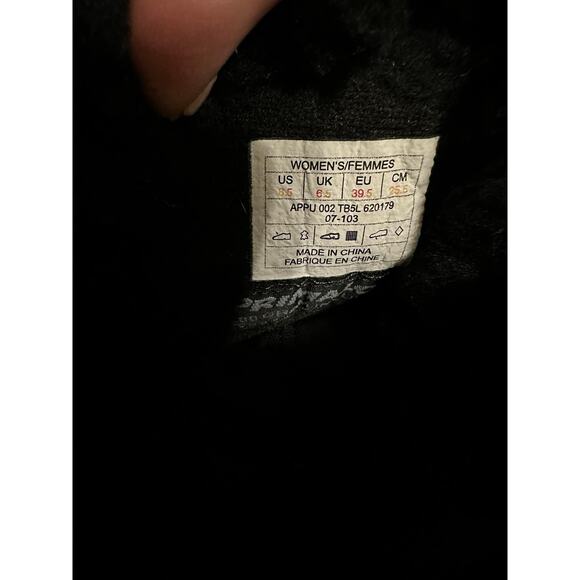 WOMEN'S/FEMMES
US UK EU CM
8.5 6.5 39.5 25.5
APPU 002 TB5L 620179
07-103
MADE IN CHINA
FABRIQUE EN CHINE